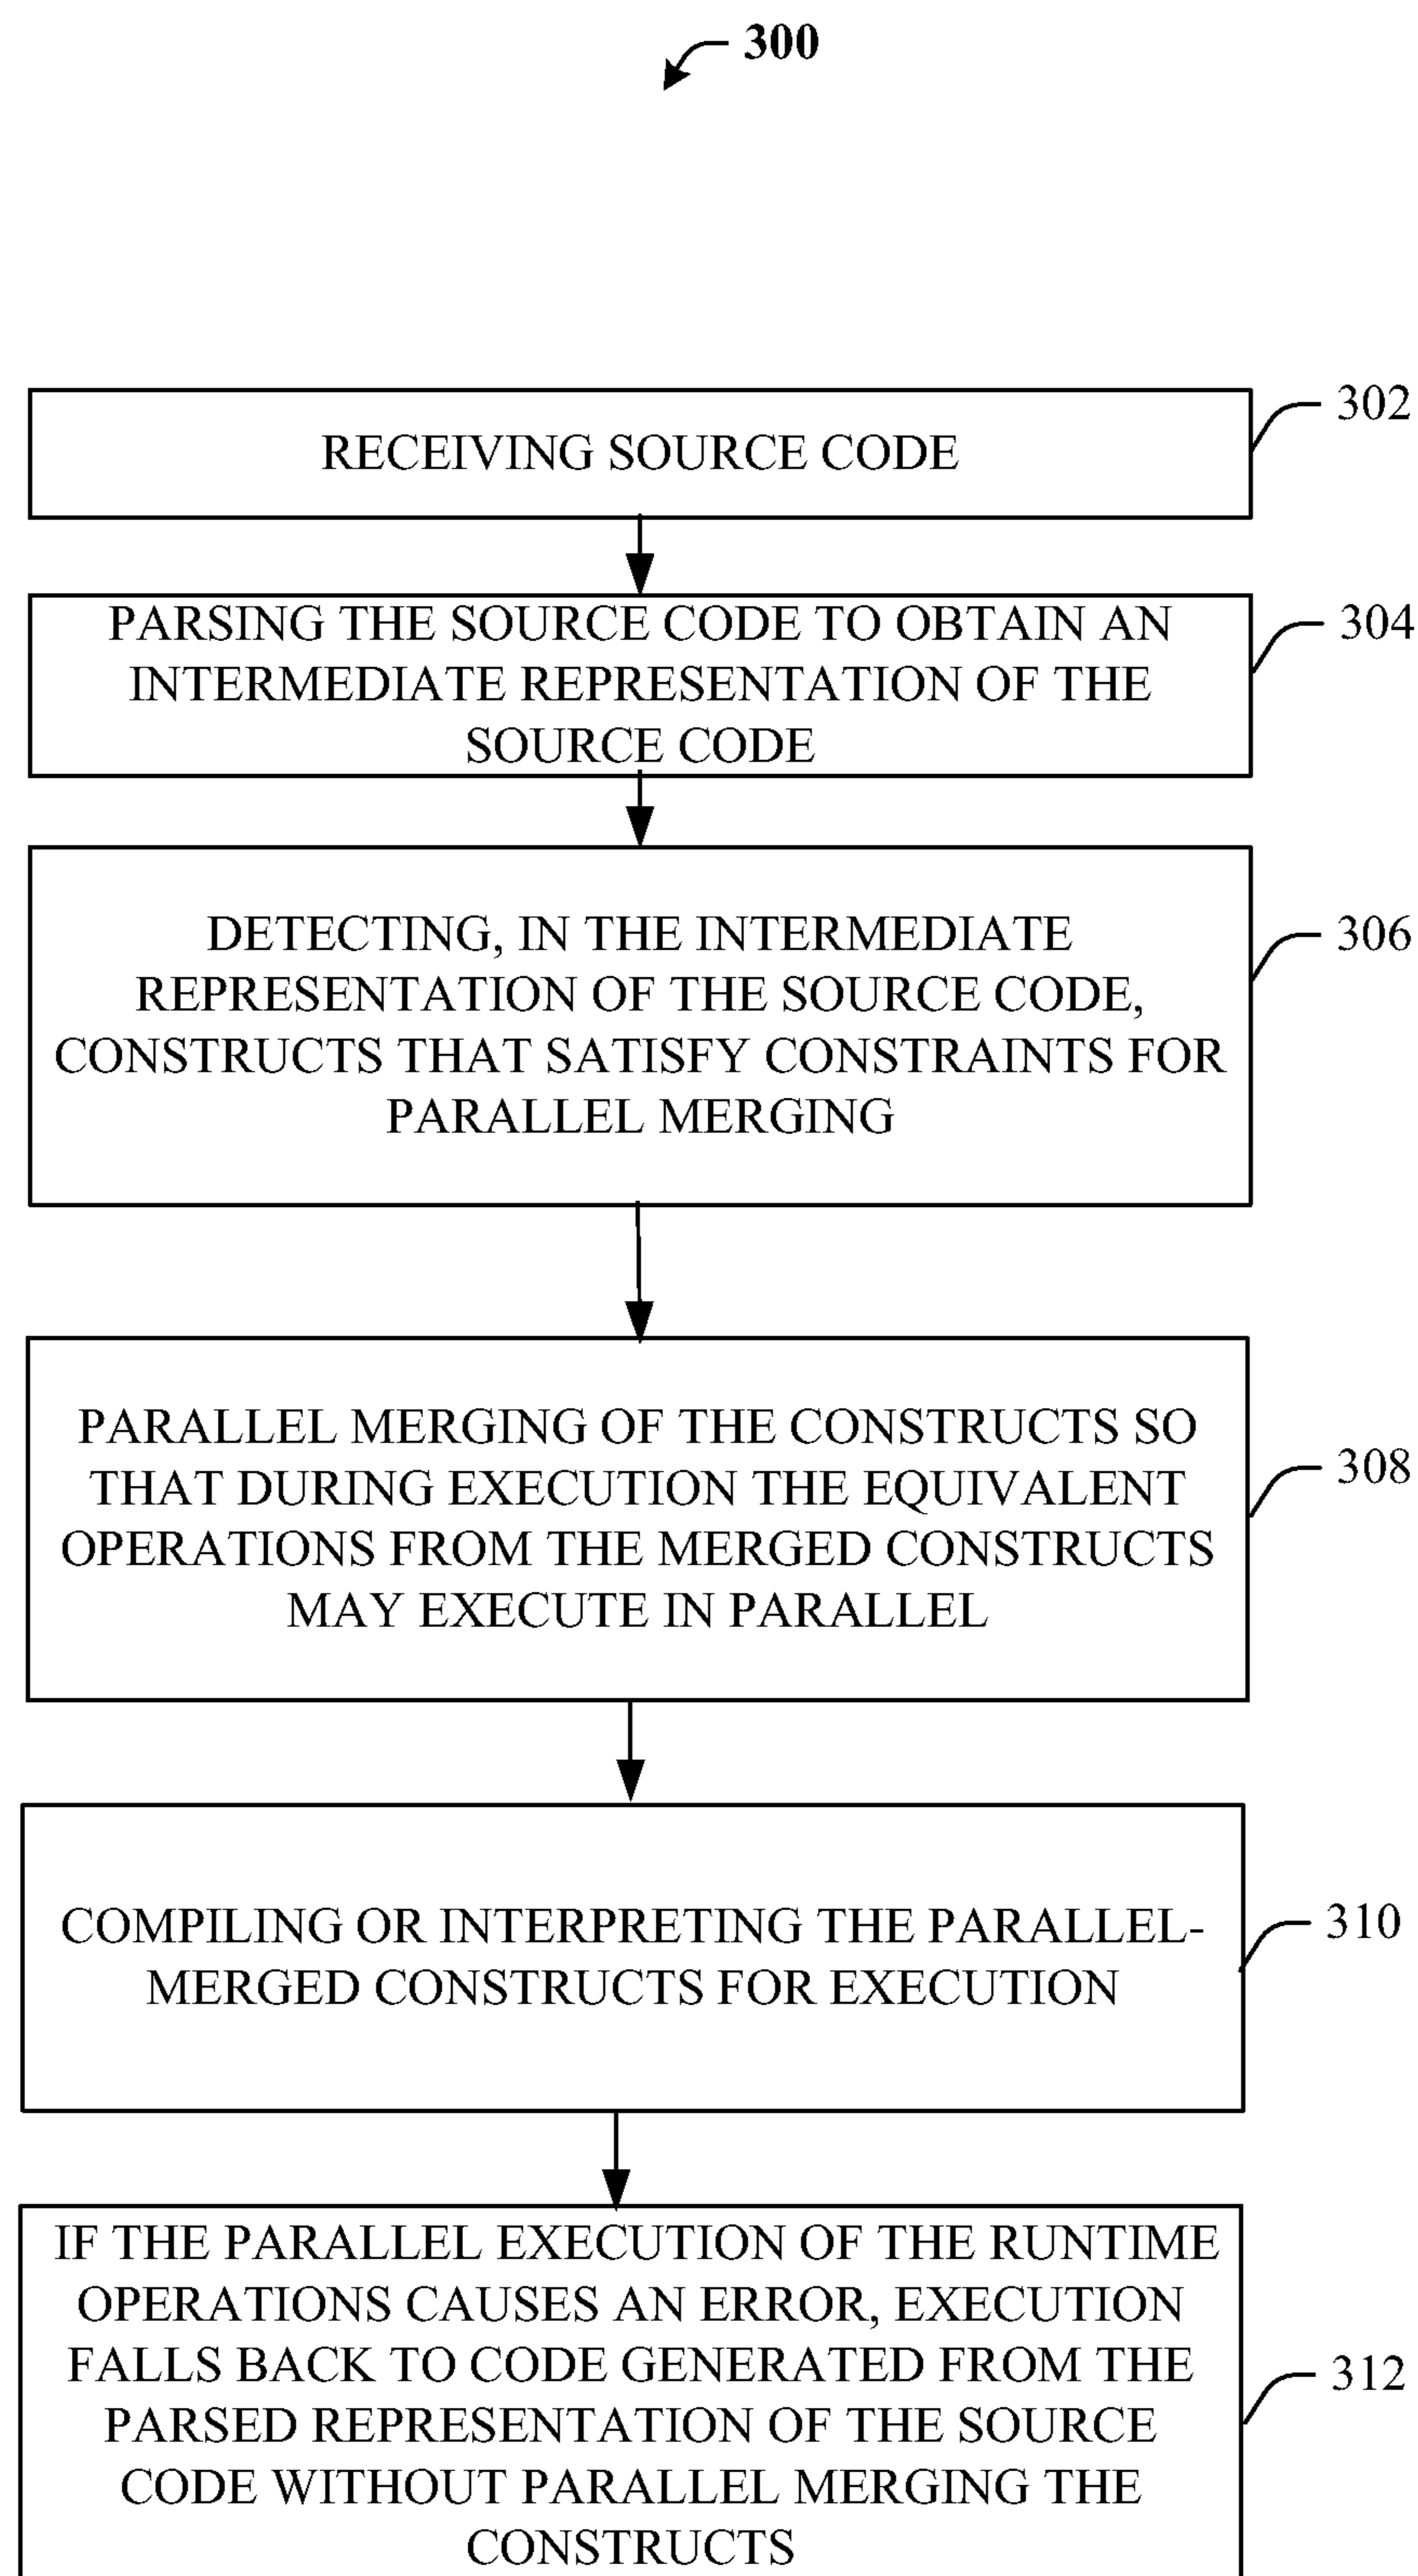 300
302
RECEIVING SOURCE CODE
304
PARSING THE SOURCE CODE TO OBTAIN AN
INTERMEDIATE REPRESENTATION OF THE
SOURCE CODE
306
DETECTING, IN THE INTERMEDIATE
REPRESENTATION OF THE SOURCE CODE,
CONSTRUCTS THAT SATISFY CONSTRAINTS FOR
PARALLEL MERGING
308
PARALLEL MERGING OF THE CONSTRUCTS SO
THAT DURING EXECUTION THE EQUIVALENT
OPERATIONS FROM THE MERGED CONSTRUCTS
MAY EXECUTE IN PARALLEL
310
COMPILING OR INTERPRETING THE PARALLEL-
MERGED CONSTRUCTS FOR EXECUTION
312
IF THE PARALLEL EXECUTION OF THE RUNTIME
OPERATIONS CAUSES AN ERROR, EXECUTION
FALLS BACK TO CODE GENERATED FROM THE
PARSED REPRESENTATION OF THE SOURCE
CODE WITHOUT PARALLEL MERGING THE
CONSTRUCTS